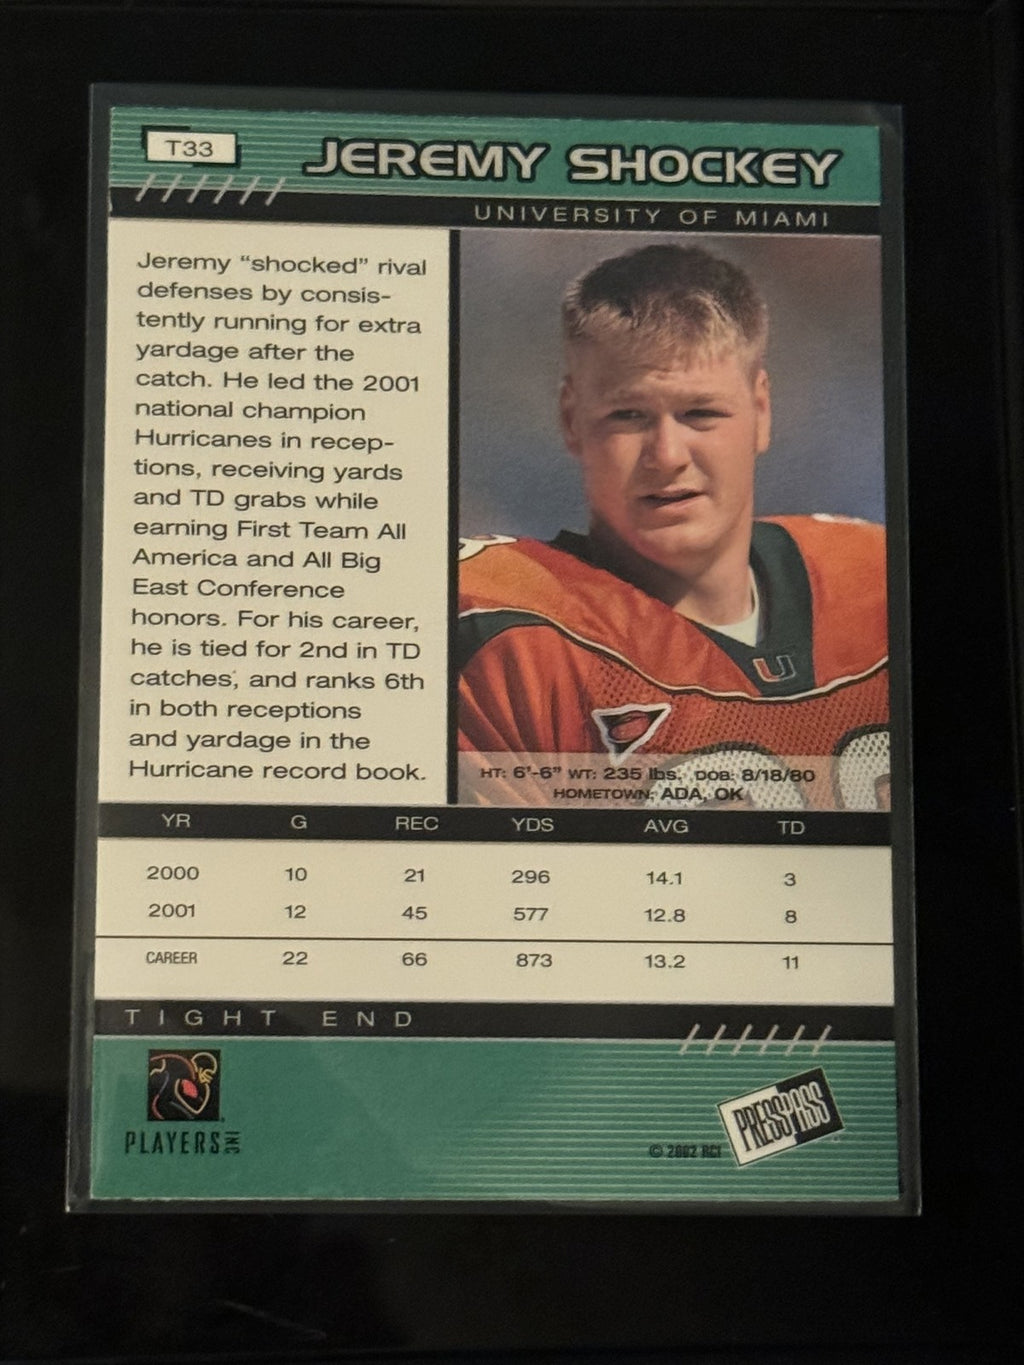 T33
JEREMY SHOCKEY
UNIVERSITY OF MIAMI
Jeremy “shocked” rival
defenses by consis-
tently running for extra
yardage after the
catch. He led the 2001
national champion
Hurricanes in recep-
tions, receiving yards
and TD grabs while
earning First Team All
America and All Big
East Conference
honors. For his career,
he is tied for 2nd in TD
catches, and ranks 6th
in both receptions
and yardage in the
Hurricane record book.
U
HT: 6'-6" WT: 235 lbs. DOB: 8/18/80
HOMETOWN: ADA, OK
YR G REC YDS AVG TD
2000 10 21 296 14.1 3
2001 12 45 577 12.8 8
CAREER 22 66 873 13.2 11
TIGHT END
PLAYERS INC
PRESS PASS
© 2002 RCI